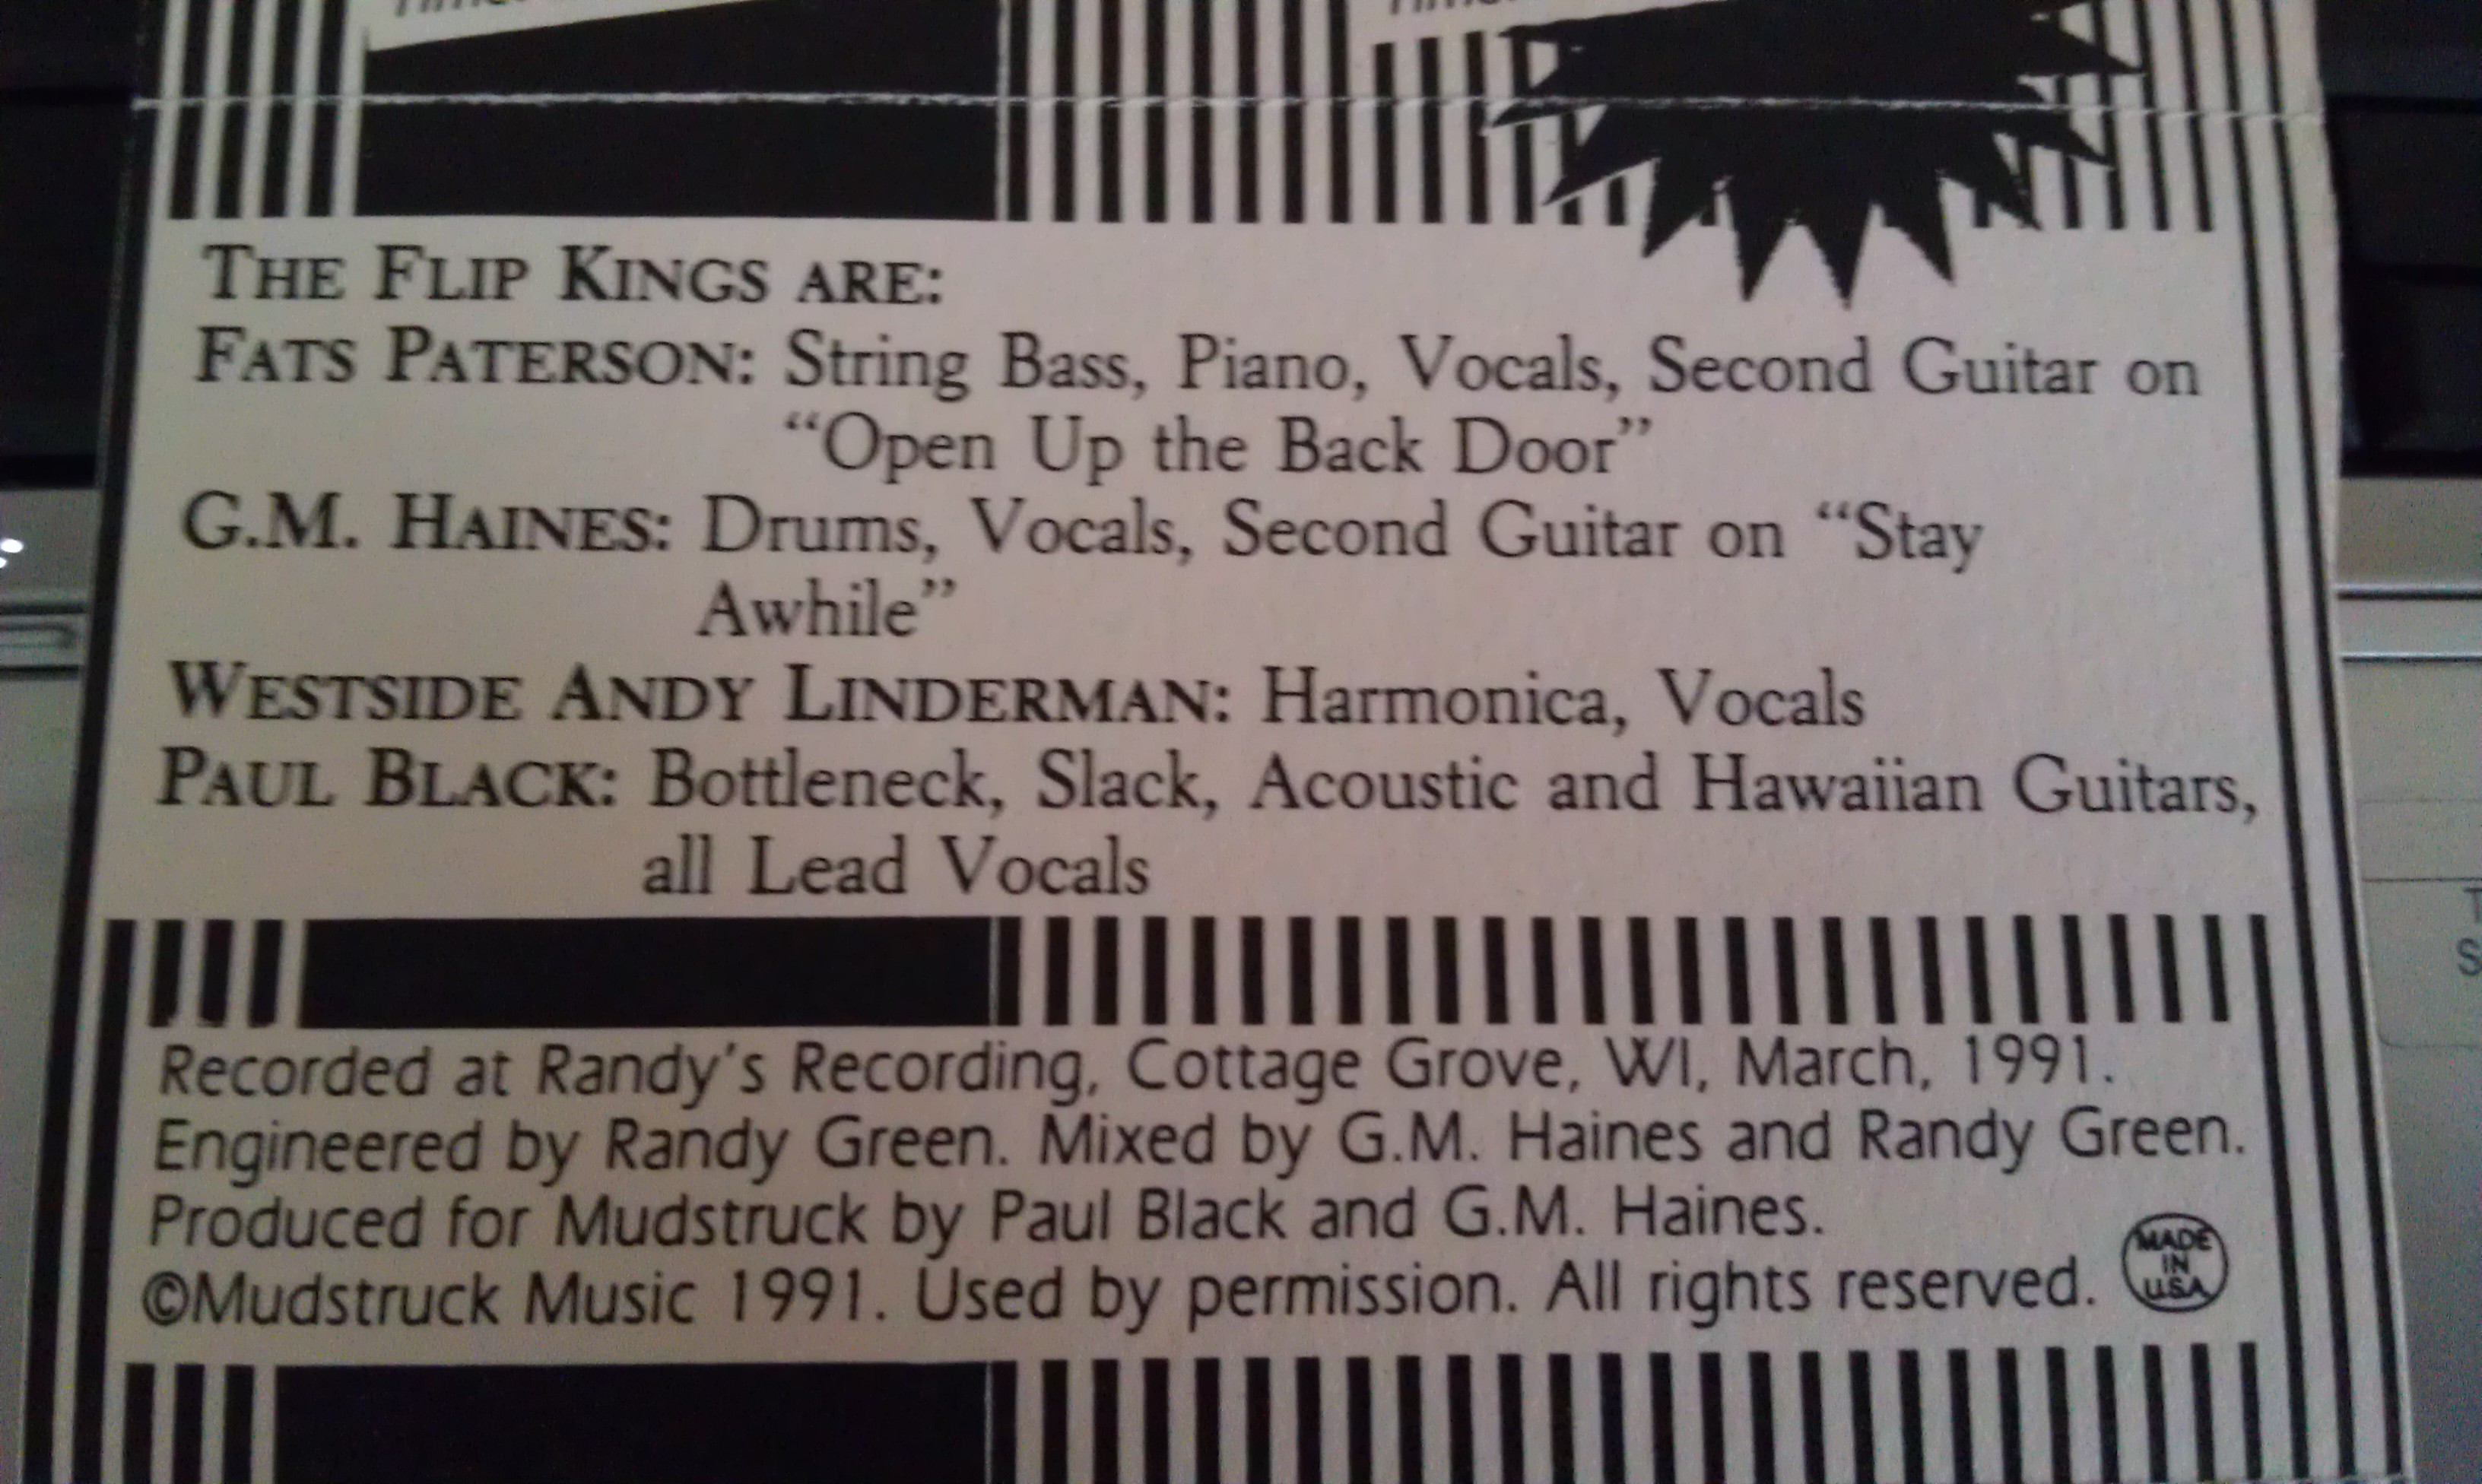 THE FLIP KINGS ARE:
FATS PATERSON: String Bass, Piano, Vocals, Second Guitar on
“Open Up the Back Door”
G.M. HAINES: Drums, Vocals, Second Guitar on “Stay
Awhile”
WESTSIDE ANDY LINDERMAN: Harmonica, Vocals
PAUL BLACK: Bottleneck, Slack, Acoustic and Hawaiian Guitars,
all Lead Vocals
Recorded at Randy's Recording, Cottage Grove, WI, March, 1991.
Engineered by Randy Green. Mixed by G.M. Haines and Randy Green.
Produced for Mudstruck by Paul Black and G.M. Haines.
©Mudstruck Music 1991. Used by permission. All rights reserved.
MADE
IN
U.S.A